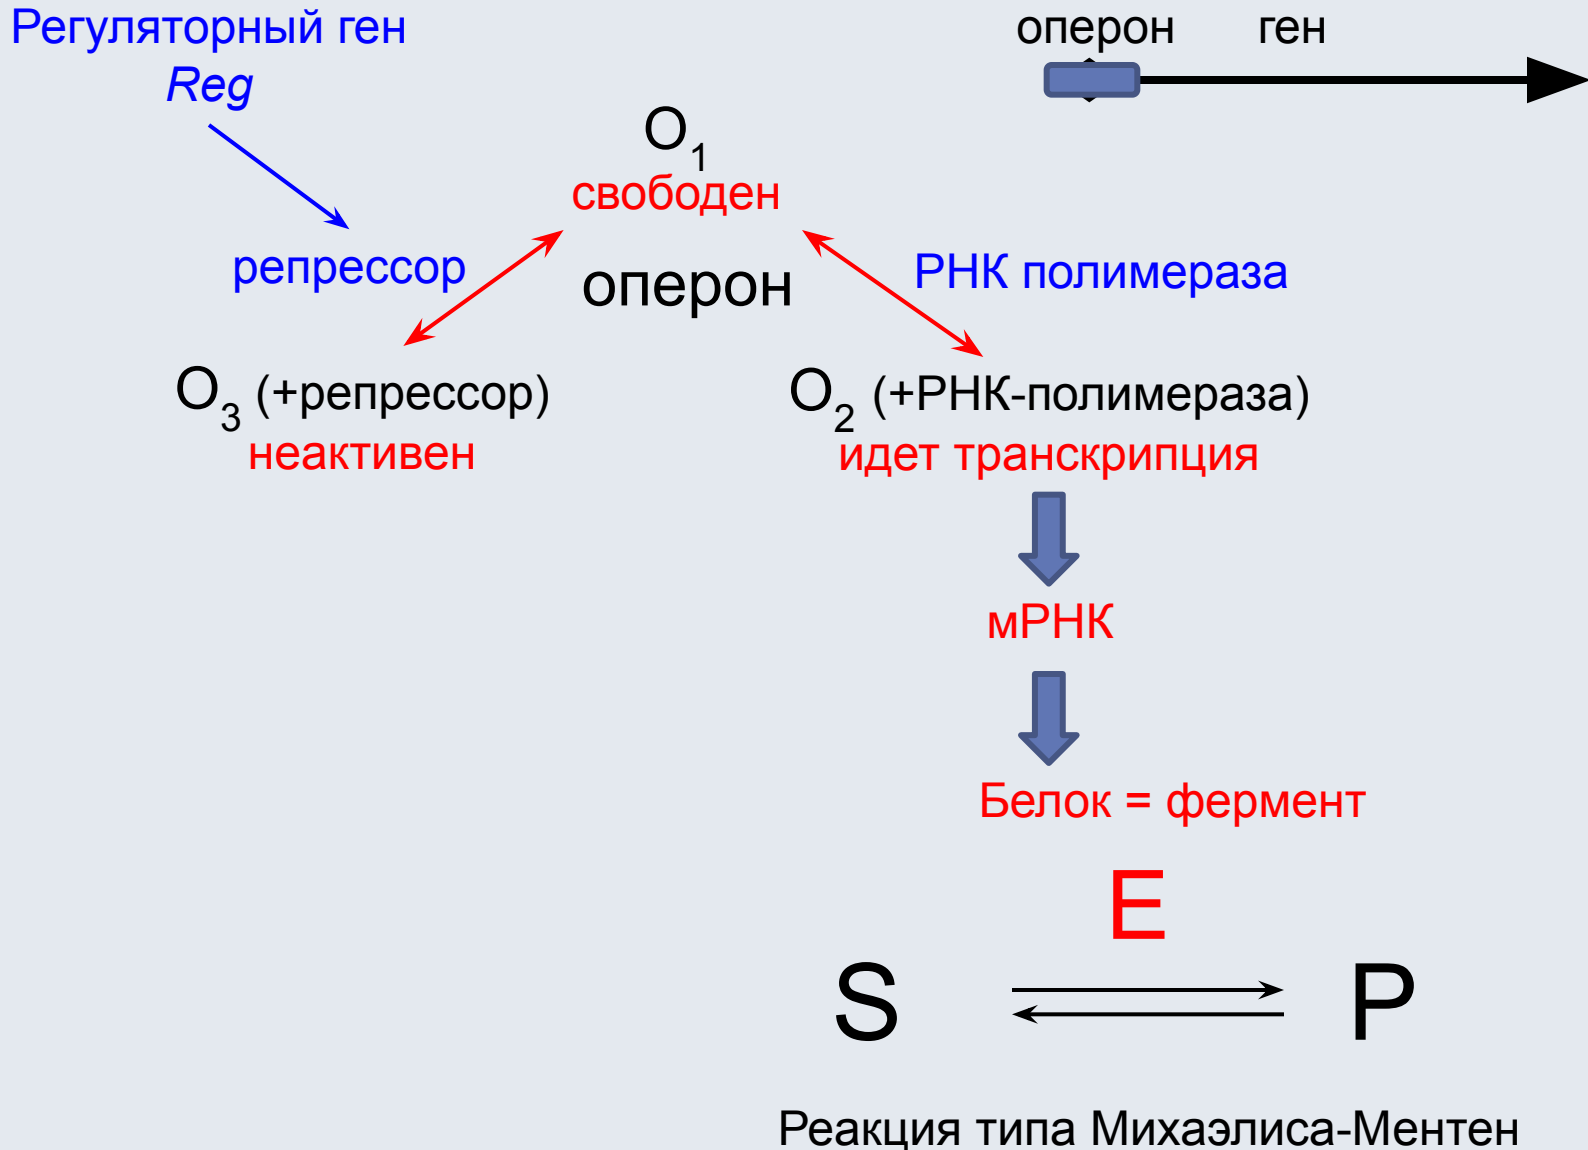 Регуляторный ген
Reg
оперон ген
O1
свободен
репрессор
оперон
РНК полимераза
O3 (+репрессор)
неактивен
O2 (+РНК-полимераза)
идет транскрипция
мРНК
Белок = фермент
E
S P
Реакция типа Михаэлиса-Ментен